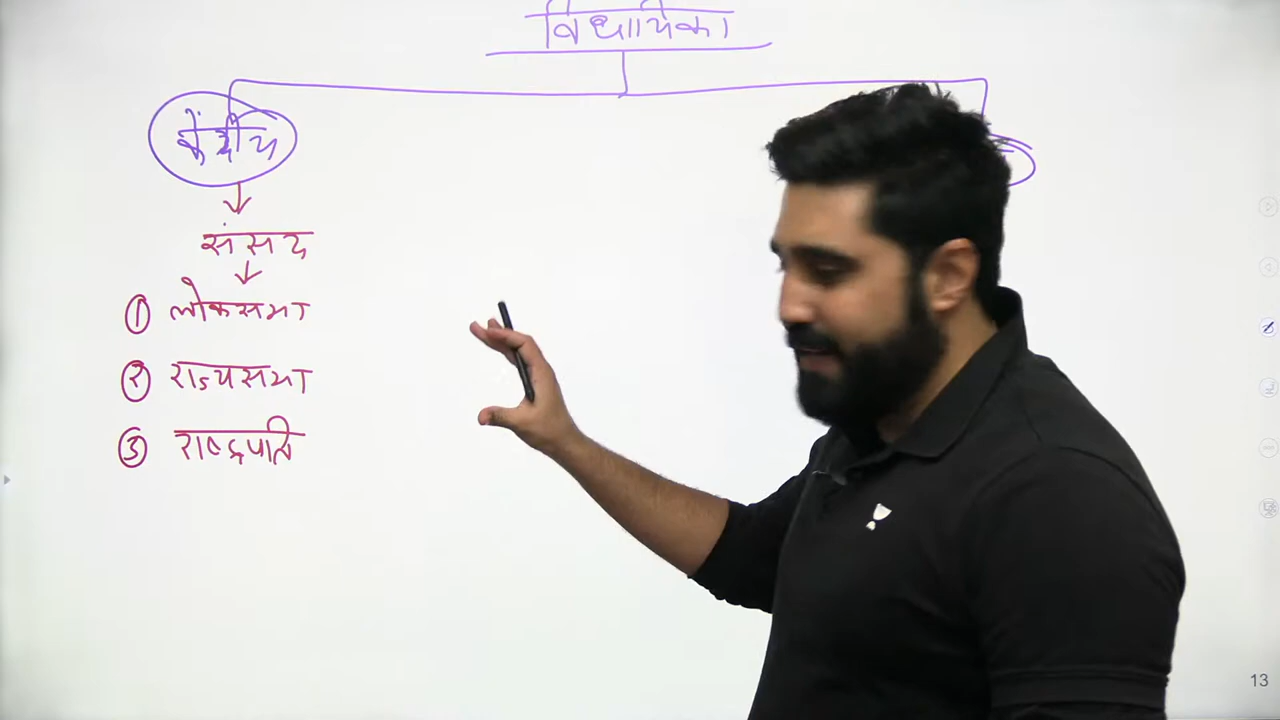 विधायिका
केंद्रीय
संसद
① लोकसभा
② राज्यसभा
③ राष्ट्रपति
13